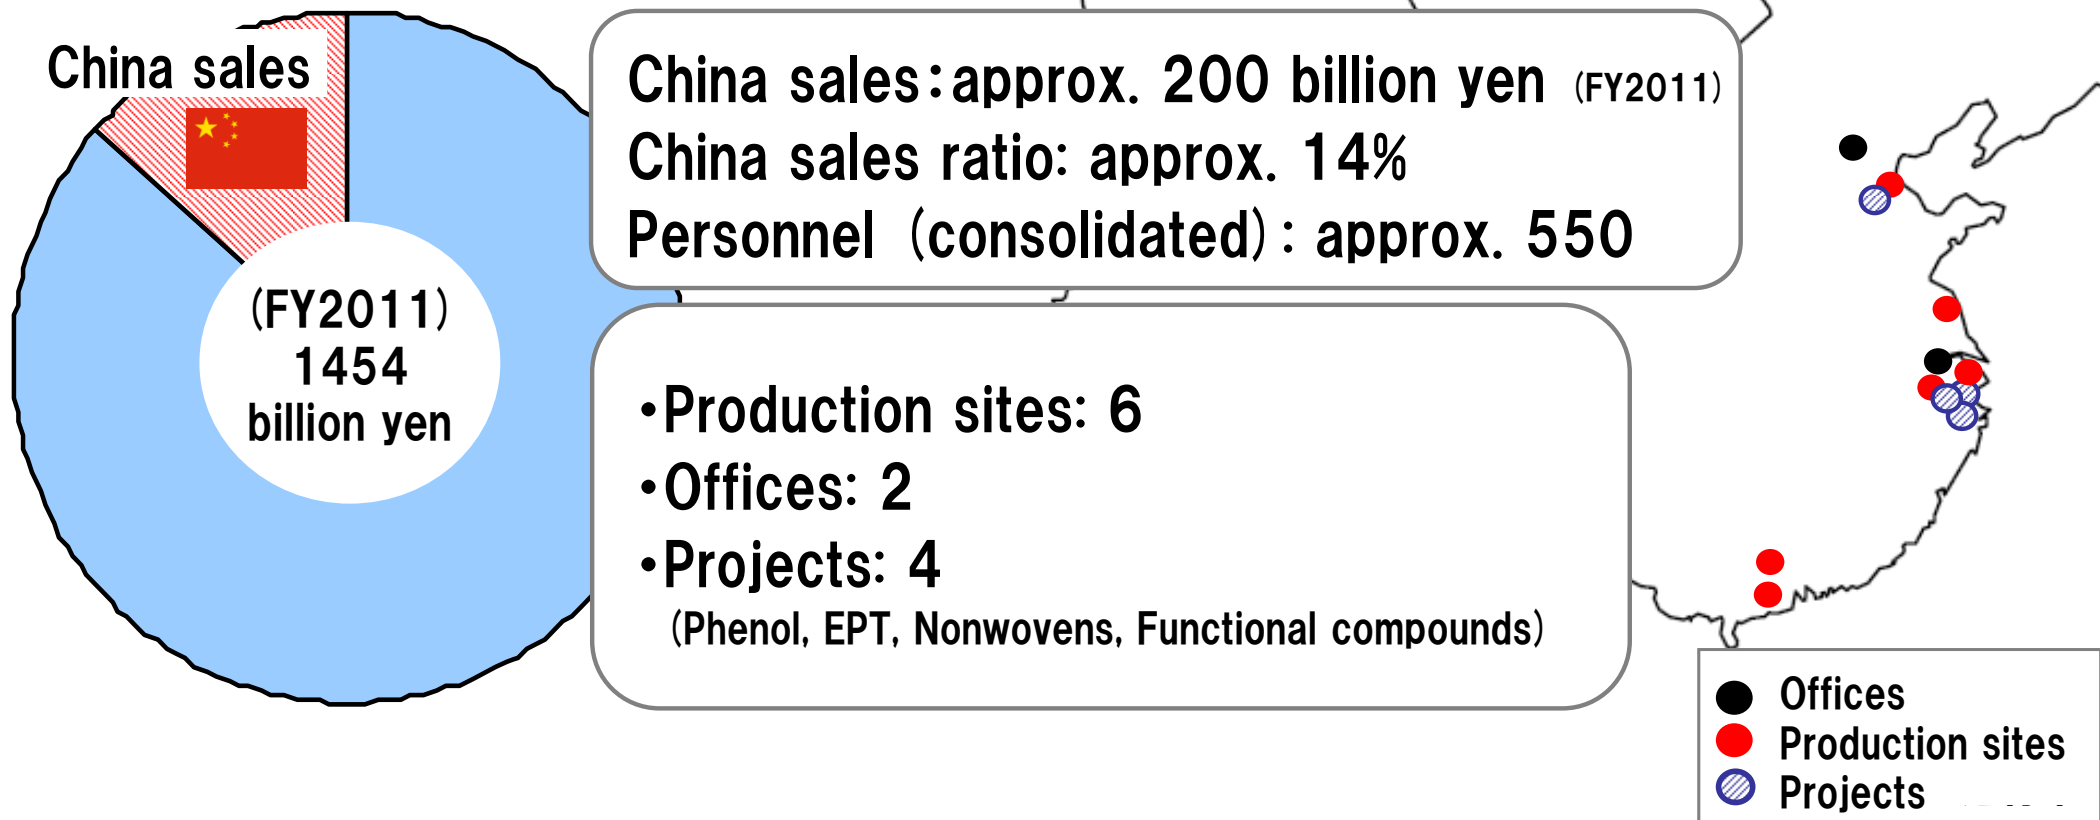 China sales
(FY2011)
1454
billion yen
China sales:approx. 200 billion yen (FY2011)
China sales ratio: approx. 14%
Personnel (consolidated): approx. 550
・Production sites: 6
・Offices: 2
・Projects: 4
(Phenol, EPT, Nonwovens, Functional compounds)
Offices
Production sites
Projects